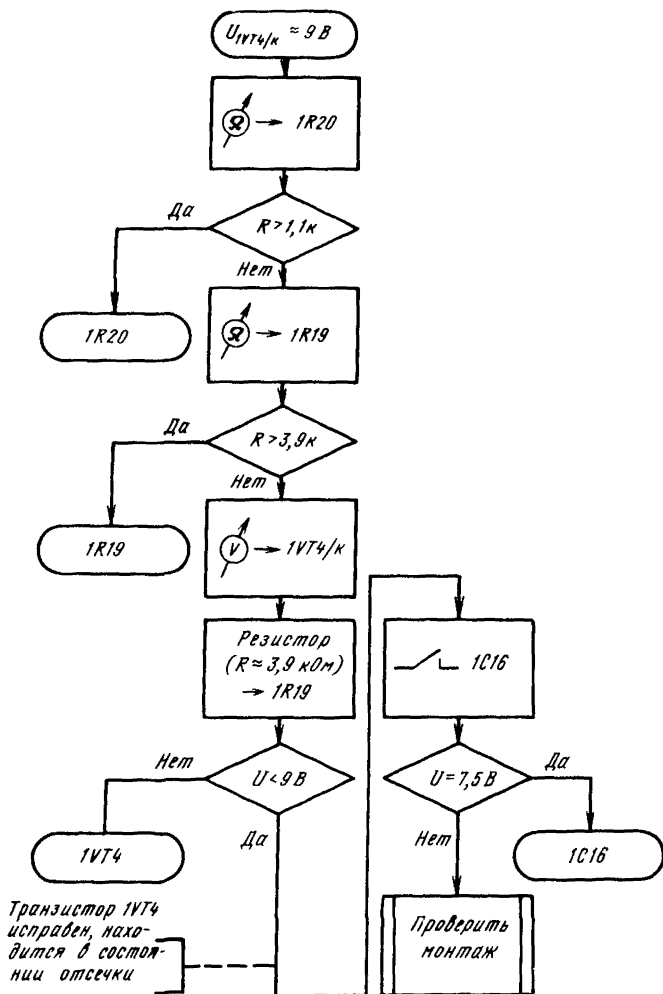 U1VT4/к ≈ 9 В
Ω → 1R20
Да
R > 1,1к
Нет
1R20
Ω → 1R19
Да
R > 3,9к
Нет
1R19
V → 1VT4/к
Резистор
(R ≈ 3,9 кОм)
→ 1R19
1C16
Нет
U < 9 В
Да
U = 7,5 В
Да
1VT4
Нет
1C16
Транзистор 1VT4
исправен, нахо-
дится в состоя-
нии отсечки
Проверить
монтаж